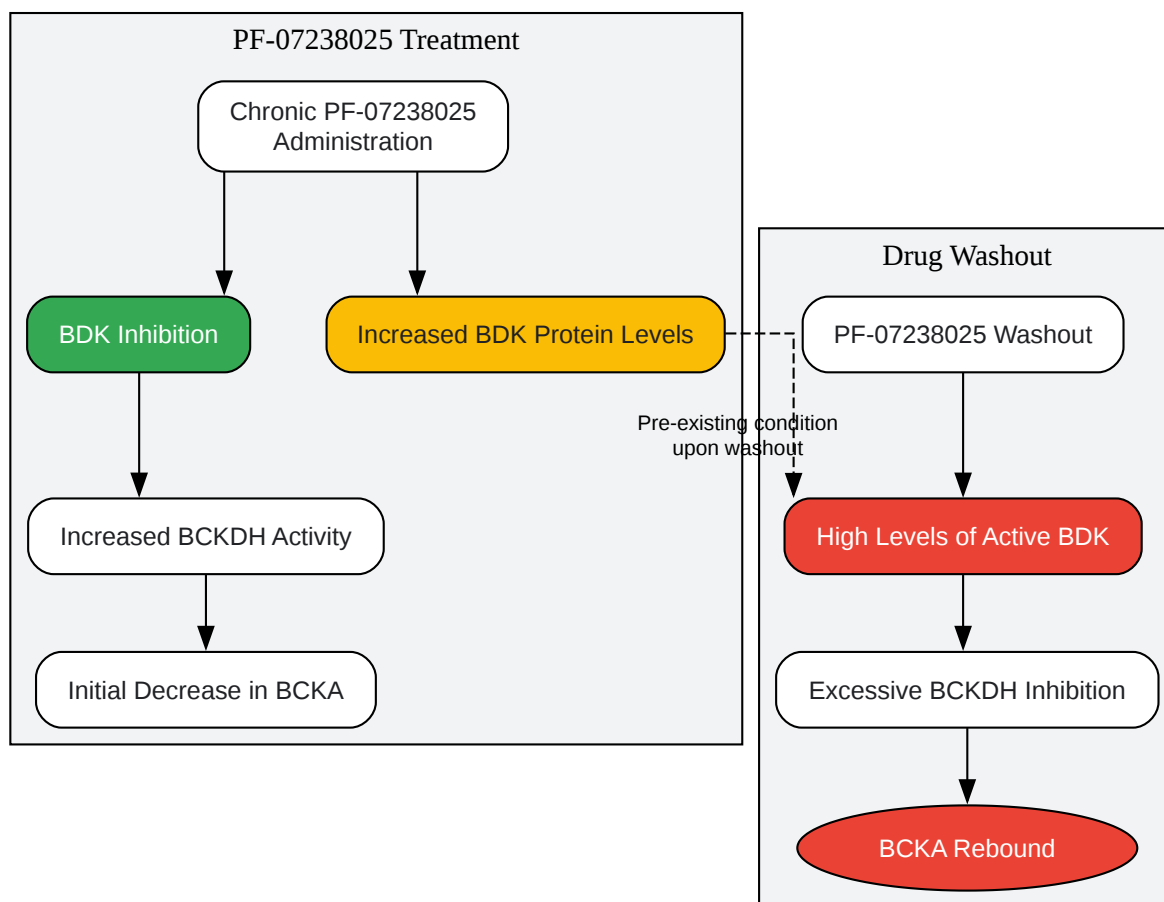 PF-07238025 Treatment
Chronic PF-07238025
Administration
BDK Inhibition
Increased BDK Protein Levels
Increased BCKDH Activity
Initial Decrease in BCKA
Pre-existing condition
upon washout
Drug Washout
PF-07238025 Washout
High Levels of Active BDK
Excessive BCKDH Inhibition
BCKA Rebound